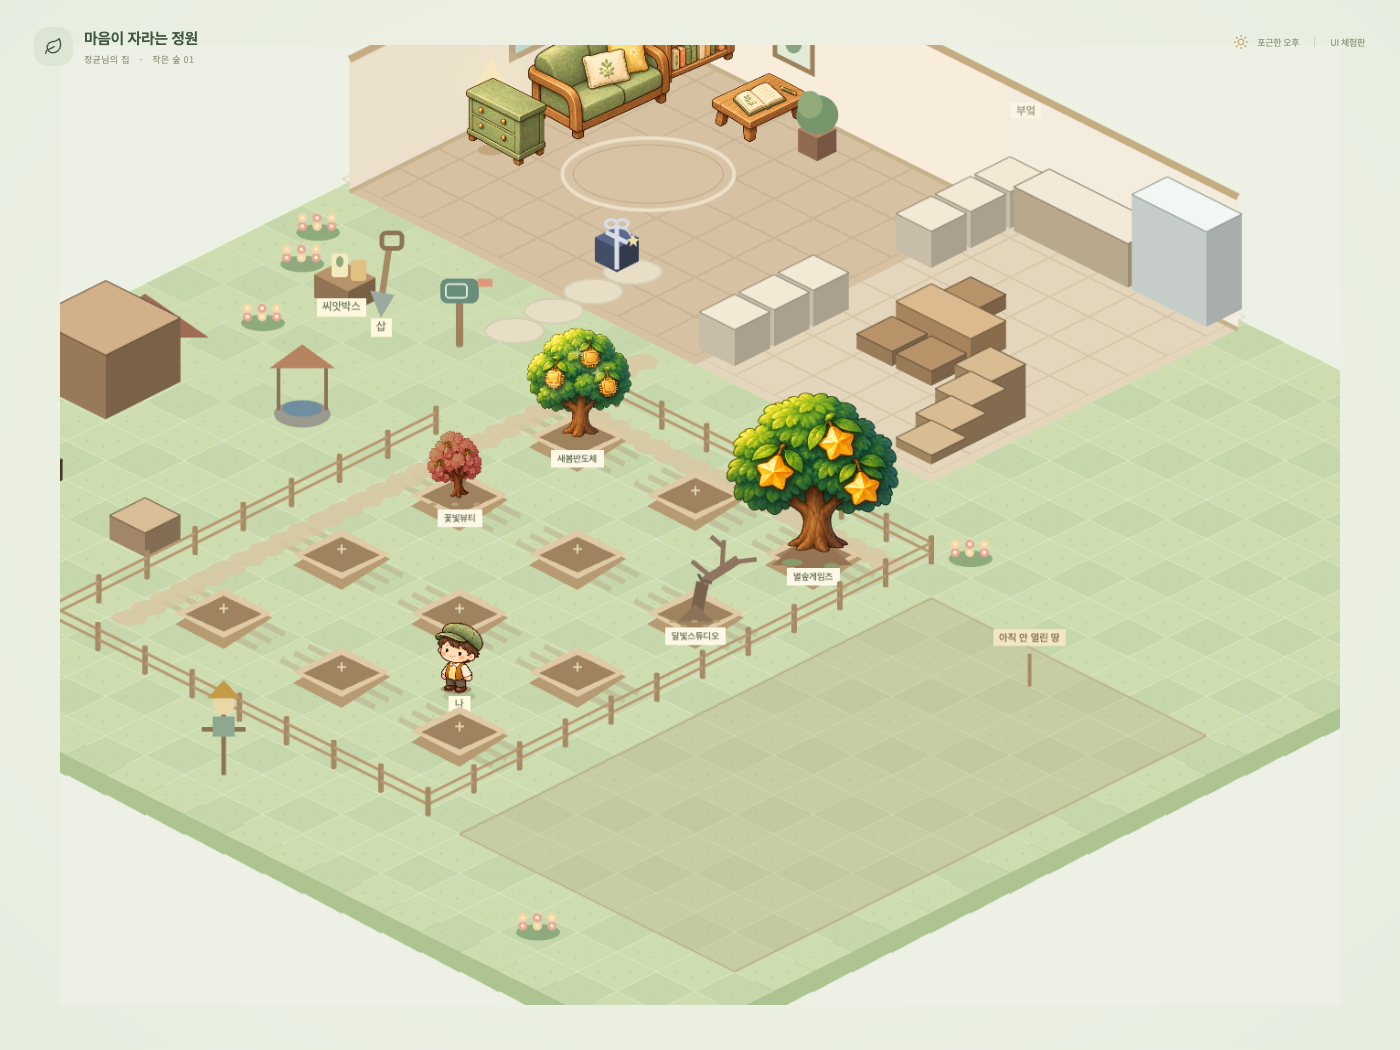 마음이 자라는 정원
정균님의 집 · 작은 숲 01
포근한 오후
UI 체험판
부엌
씨앗박스
삽
새봄반도체
꽃빛뷰티
별숲게임즈
달빛스튜디오
아직 안 열린 땅
나